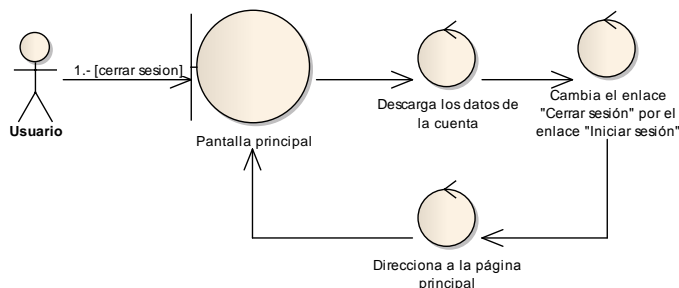 1.- [cerrar sesion]
Usuario
Pantalla principal
Descarga los datos de
la cuenta
Cambia el enlace
"Cerrar sesión" por el
enlace "Iniciar sesión"
Direcciona a la página
principal